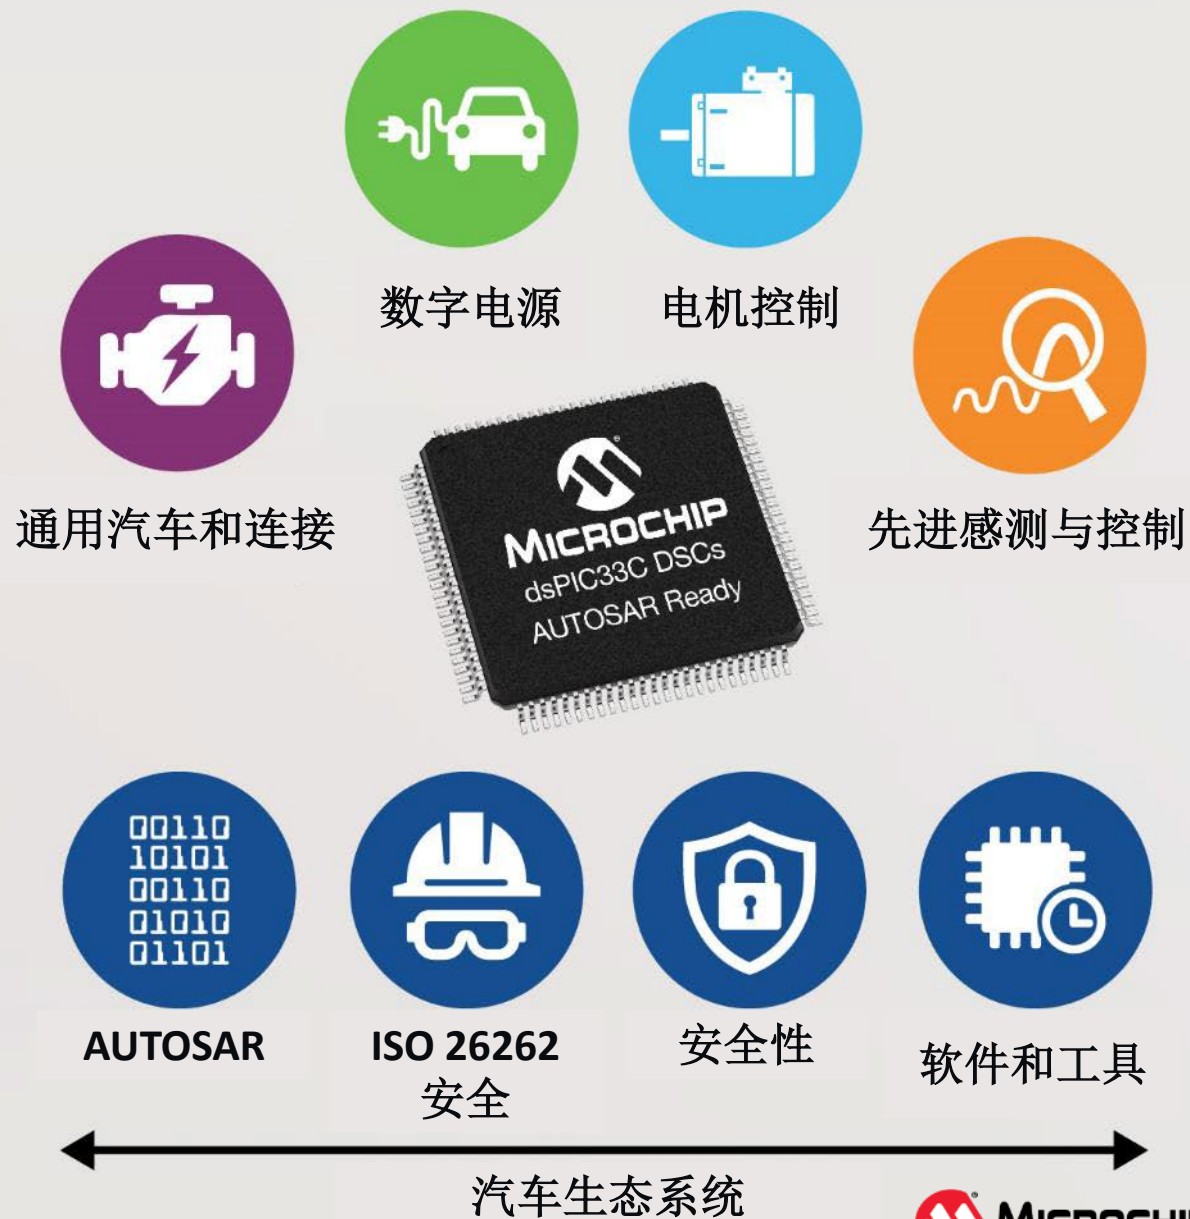 数字电源
电机控制
通用汽车和连接
先进感测与控制
MICROCHIP
dsPIC33C DSCs
AUTOSAR Ready
00110
10101
00110
01010
01101
AUTOSAR
ISO 26262
安全
安全性
软件和工具
汽车生态系统
MICROCHIP